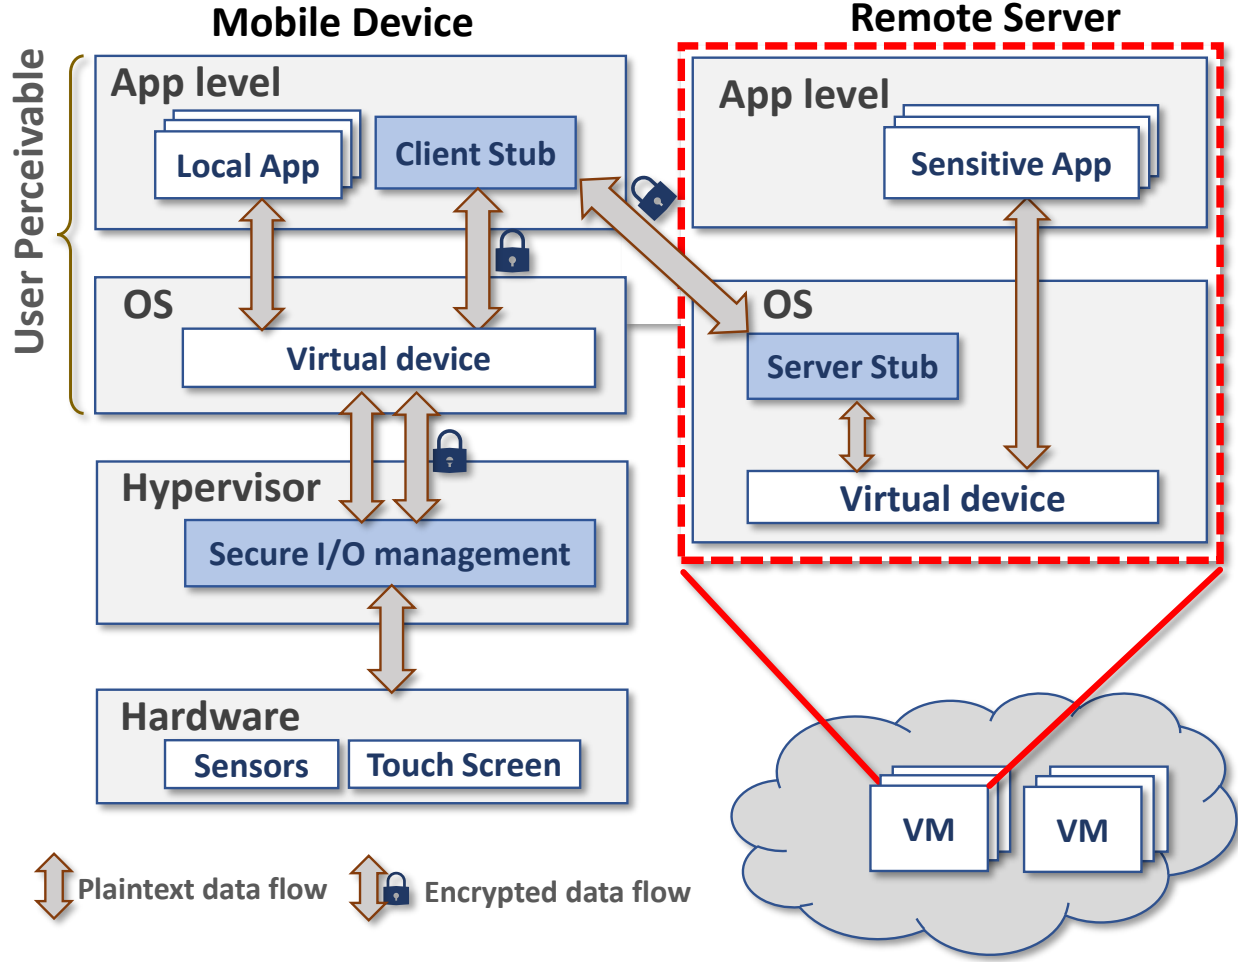 Mobile Device
User Perceivable
App level
Local App
Client Stub
OS
Virtual device
Hypervisor
Secure I/O management
Hardware
Sensors
Touch Screen
Remote Server
App level
Sensitive App
OS
Server Stub
Virtual device
VM
VM
Plaintext data flow
Encrypted data flow